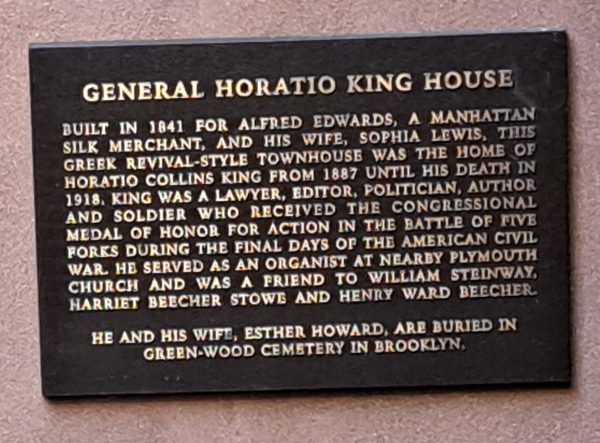 GENERAL HORATIO KING HOUSE
BUILT IN 1841 FOR ALFRED EDWARDS, A MANHATTAN
SILK MERCHANT, AND HIS WIFE, SOPHIA LEWIS, THIS
GREEK REVIVAL-STYLE TOWNHOUSE WAS THE HOME OF
HORATIO COLLINS KING FROM 1887 UNTIL HIS DEATH IN
1918. KING WAS A LAWYER, EDITOR, POLITICIAN, AUTHOR
AND SOLDIER WHO RECEIVED THE CONGRESSIONAL
MEDAL OF HONOR FOR ACTION IN THE BATTLE OF FIVE
FORKS DURING THE FINAL DAYS OF THE AMERICAN CIVIL
WAR. HE SERVED AS AN ORGANIST AT NEARBY PLYMOUTH
CHURCH AND WAS A FRIEND TO WILLIAM STEINWAY,
HARRIET BEECHER STOWE AND HENRY WARD BEECHER.
HE AND HIS WIFE, ESTHER HOWARD, ARE BURIED IN
GREEN-WOOD CEMETERY IN BROOKLYN.